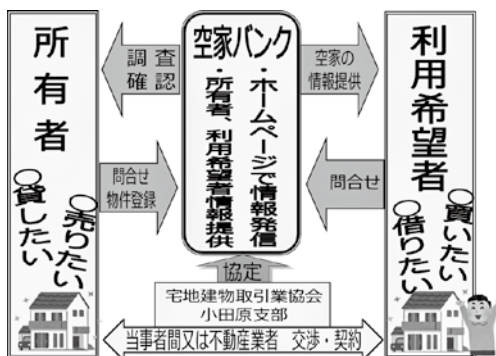 所有者
○売りたい
○貸したい
調査
確認
問合せ
物件登録
空家バンク
・ホームページで情報発信
・所有者、利用希望者情報提供
空家の
情報提供
問合せ
利用希望者
○買いたい
○借りたい
協定
宅地建物取引業協会
小田原支部
当事者間又は不動産業者 交渉・契約